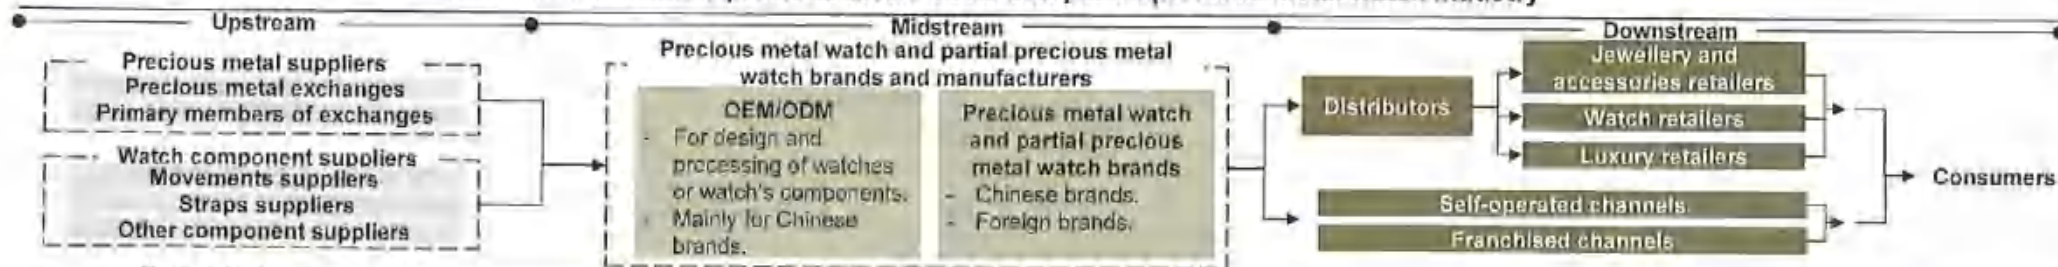 Upstream
Midstream
Downstream
Precious metal suppliers
Precious metal exchanges
Primary members of exchanges
Watch component suppliers
Movements suppliers
Straps suppliers
Other component suppliers
Precious metal watch and partial precious metal
watch brands and manufacturers
OEM/ODM
- For design and
processing of watches
or watch's components.
- Mainly for Chinese
brands.
Precious metal watch
and partial precious
metal watch brands
- Chinese brands.
- Foreign brands.
Distributors
Jewellery and
accessories retailers
Watch retailers
Luxury retailers
Self-operated channels
Franchised channels
Consumers